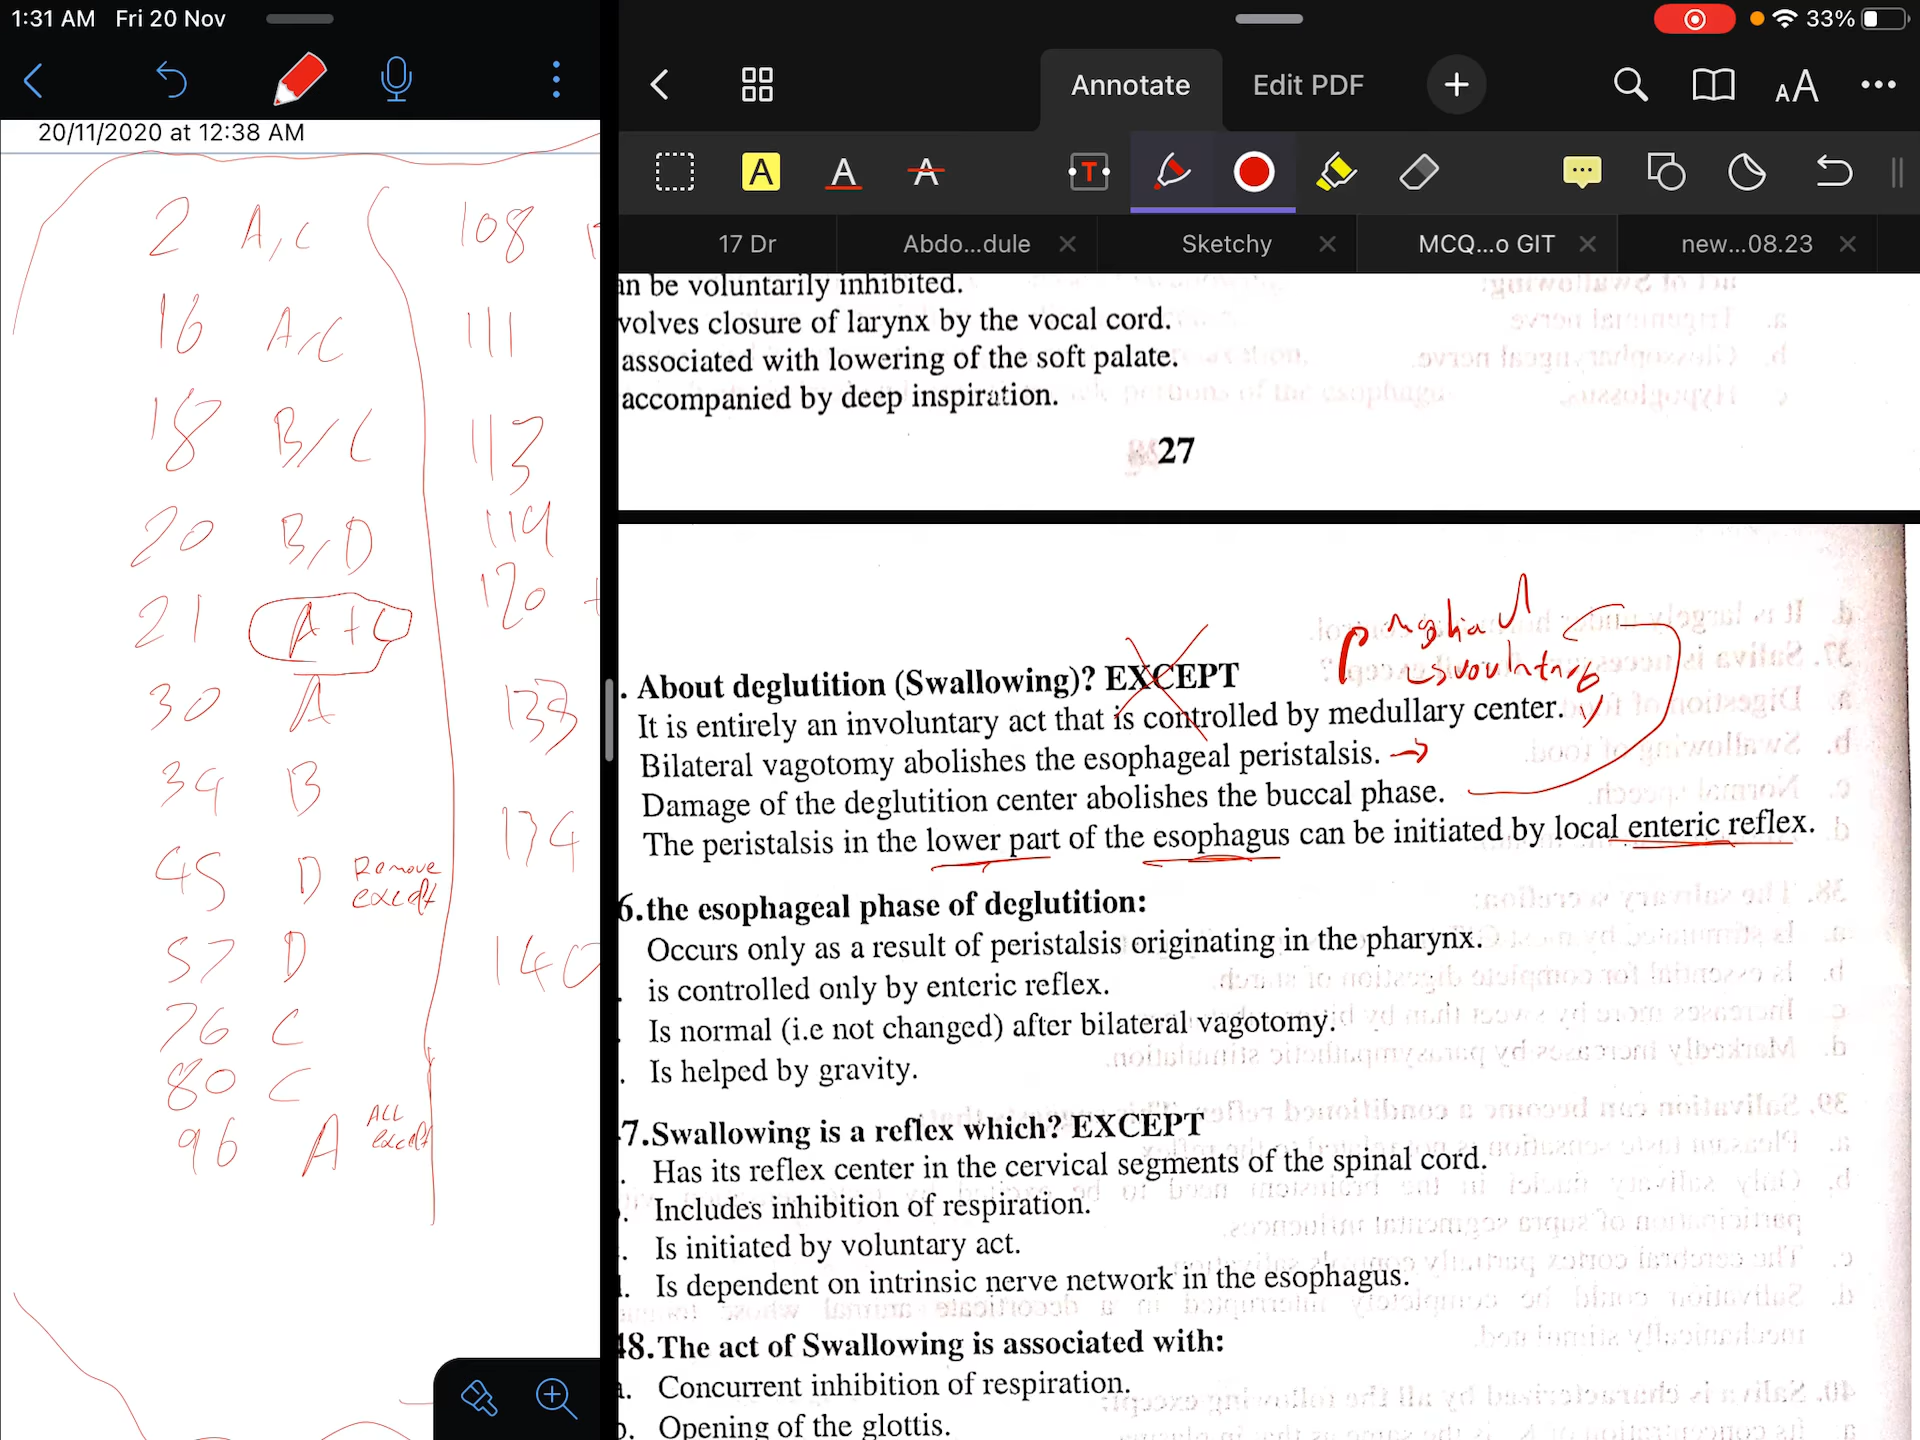 1:31 AM Fri 20 Nov
33%
Annotate Edit PDF
20/11/2020 at 12:38 AM
17 Dr Abdo...dule Sketchy MCQ...o GIT new...08.23
2 A,C 108
16 A/C 111
18 B/C 113
20 B/D 114
21 A+C 120
30 A 133
34 B 134
45 D Remove except
57 D 140
76 C
80 C
96 A ALL except
an be voluntarily inhibited.
volves closure of larynx by the vocal cord.
associated with lowering of the soft palate.
accompanied by deep inspiration.
27
. About deglutition (Swallowing)? EXCEPT
It is entirely an involuntary act that is controlled by medullary center.
Bilateral vagotomy abolishes the esophageal peristalsis.
Damage of the deglutition center abolishes the buccal phase.
The peristalsis in the lower part of the esophagus can be initiated by local enteric reflex.
6.the esophageal phase of deglutition:
Occurs only as a result of peristalsis originating in the pharynx.
. is controlled only by enteric reflex.
. Is normal (i.e not changed) after bilateral vagotomy.
. Is helped by gravity.
7.Swallowing is a reflex which? EXCEPT
. Has its reflex center in the cervical segments of the spinal cord.
. Includes inhibition of respiration.
. Is initiated by voluntary act.
. Is dependent on intrinsic nerve network in the esophagus.
48.The act of Swallowing is associated with:
a. Concurrent inhibition of respiration.
b. Opening of the glottis.